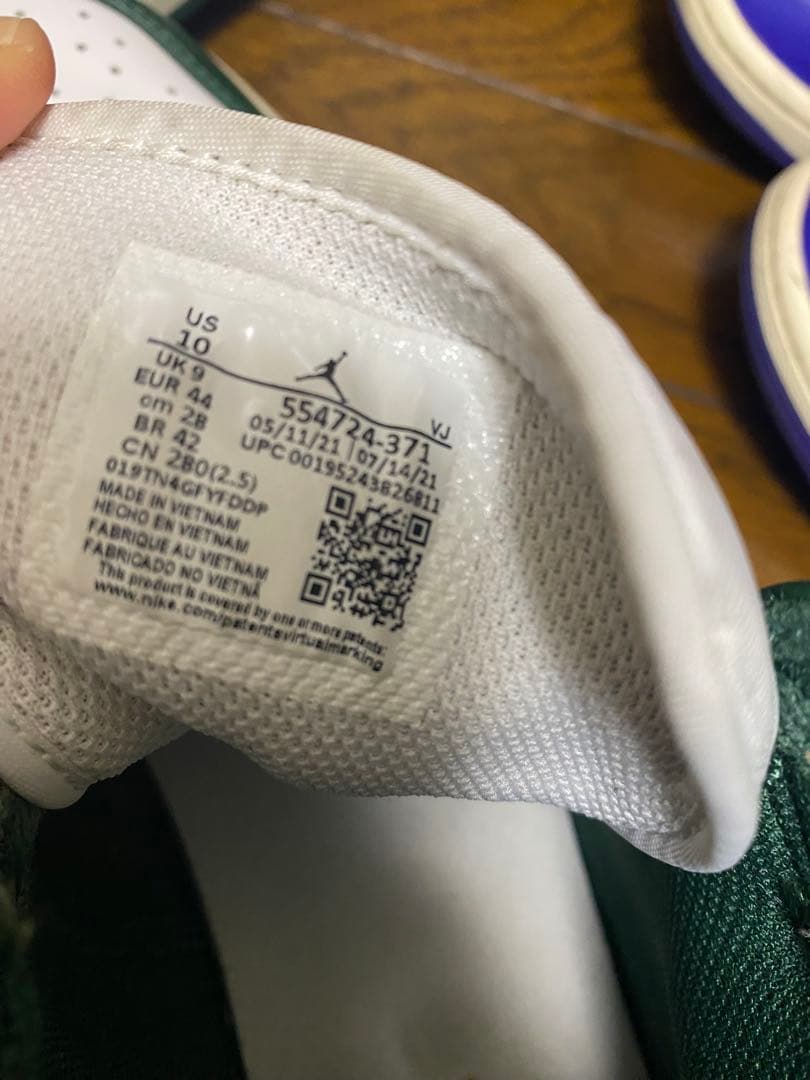 US
10
UK 9
EUR 44
cm 28
BR 42
CN 280(2.5)
019TN4GFYFDDP
MADE IN VIETNAM
HECHO EN VIETNAM
FABRIQUE AU VIETNAM
FABRICADO NO VIETNÃ
This product is covered by one or more patents:
www.nike.com/patentsvirtualmarking
VJ
554724-371
05/11/21 | 07/14/21
UPC 00195243826811